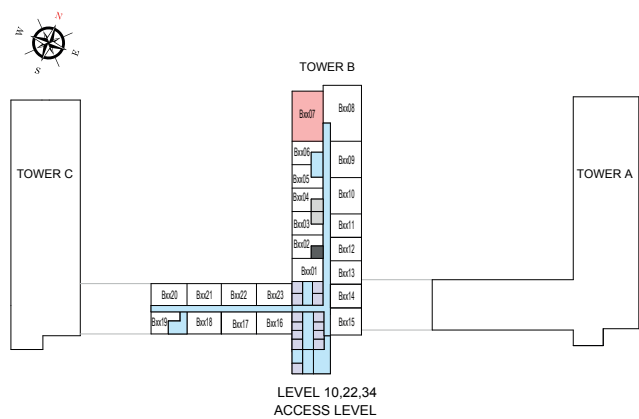 N
W
E
S
TOWER B
Bxx07
Bxx08
Bxx06
Bxx09
Bxx05
TOWER C
TOWER A
Bxx04
Bxx10
Bxx03
Bxx11
Bxx02
Bxx12
Bxx01
Bxx13
Bxx20
Bxx21
Bxx22
Bxx23
Bxx14
Bxx19
Bxx18
Bxx17
Bxx16
Bxx15
LEVEL 10,22,34
ACCESS LEVEL